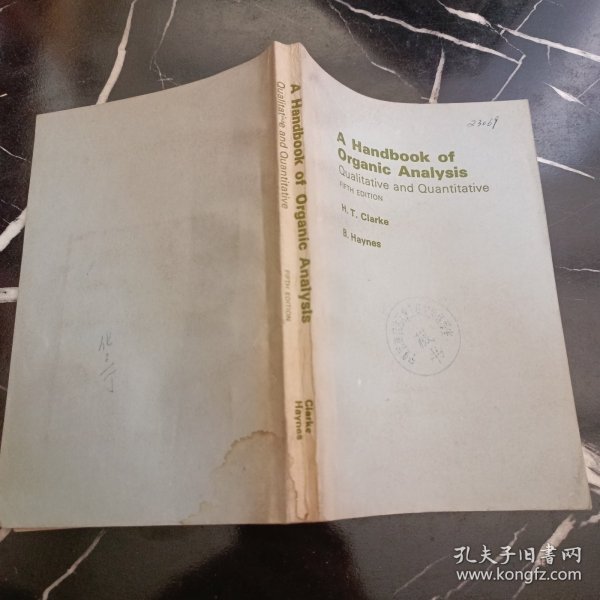 23069
A Handbook of
Organic Analysis
Qualitative and Quantitative
FIFTH EDITION
H. T. Clarke
B. Haynes
A Handbook of Organic Analysis
Qualitative and Quantitative
FIFTH EDITION
Clarke
Haynes
孔夫子旧书网
www.kongfz.com